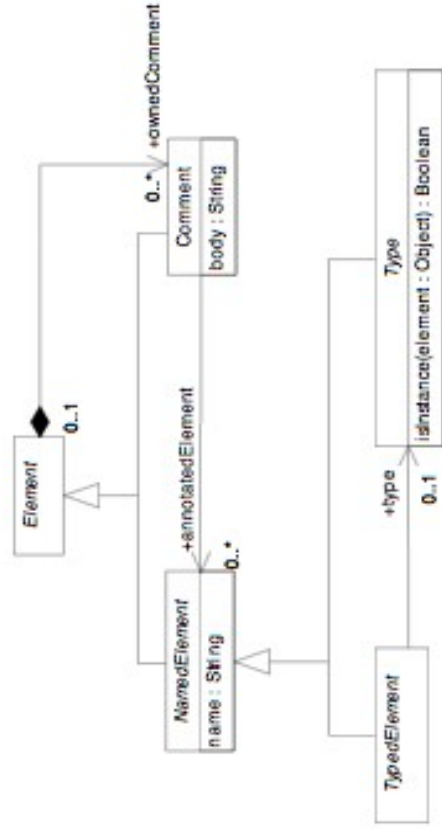 Element
0..1
0..*
+ownedComment
NamedElement
name : String
+annotatedElement
0..*
Comment
body : String
TypedElement
+type
0..1
Type
isInstance(element : Object) : Boolean